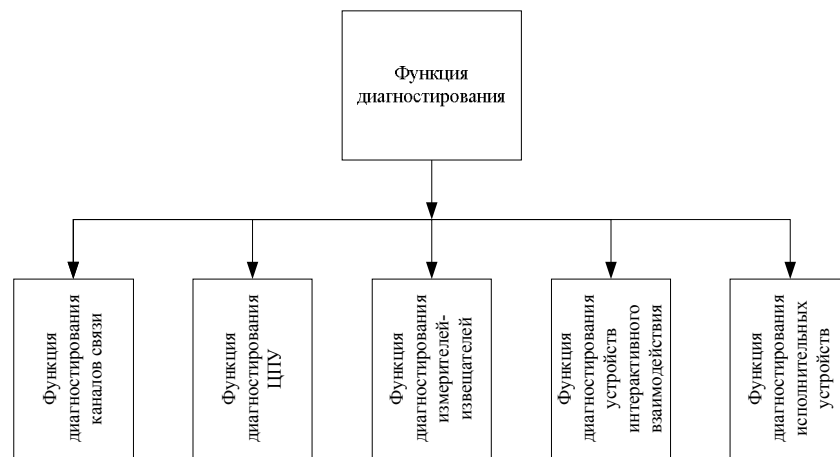 Функция
диагностирования
Функция
диагностирования
каналов связи
Функция
диагностирования
ЦПУ
Функция
диагностирования
измерителей-
извещателей
Функция
диагностирования
устройств
интерактивного
взаимодействия
Функция
диагностирования
исполнительных
устройств